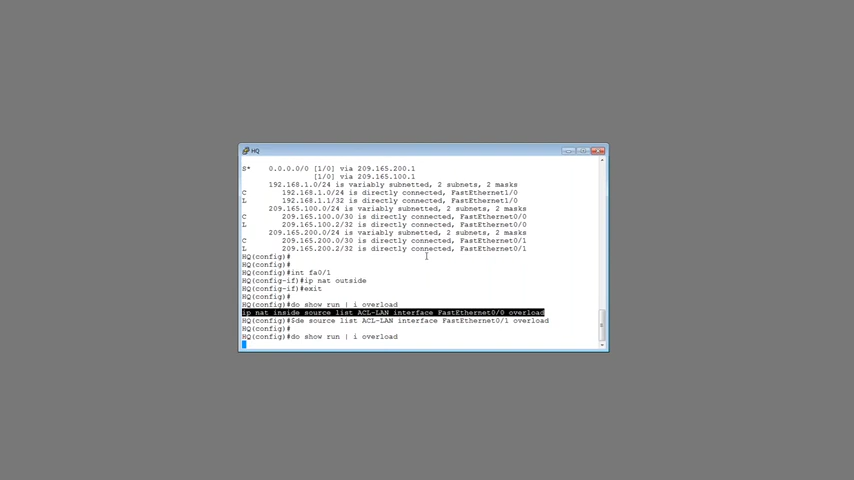 HQ
S*    0.0.0.0/0 [1/0] via 209.165.200.1
                [1/0] via 209.165.100.1
      192.168.1.0/24 is variably subnetted, 2 subnets, 2 masks
C        192.168.1.0/24 is directly connected, FastEthernet1/0
L        192.168.1.1/32 is directly connected, FastEthernet1/0
      209.165.100.0/24 is variably subnetted, 2 subnets, 2 masks
C        209.165.100.0/30 is directly connected, FastEthernet0/0
L        209.165.100.2/32 is directly connected, FastEthernet0/0
      209.165.200.0/24 is variably subnetted, 2 subnets, 2 masks
C        209.165.200.0/30 is directly connected, FastEthernet0/1
L        209.165.200.2/32 is directly connected, FastEthernet0/1
HQ(config)#
HQ(config)#
HQ(config)#int fa0/1
HQ(config-if)#ip nat outside
HQ(config-if)#exit
HQ(config)#
HQ(config)#do show run | i overload
ip nat inside source list ACL-LAN interface FastEthernet0/0 overload
HQ(config)#$de source list ACL-LAN interface FastEthernet0/1 overload
HQ(config)#
HQ(config)#do show run | i overload